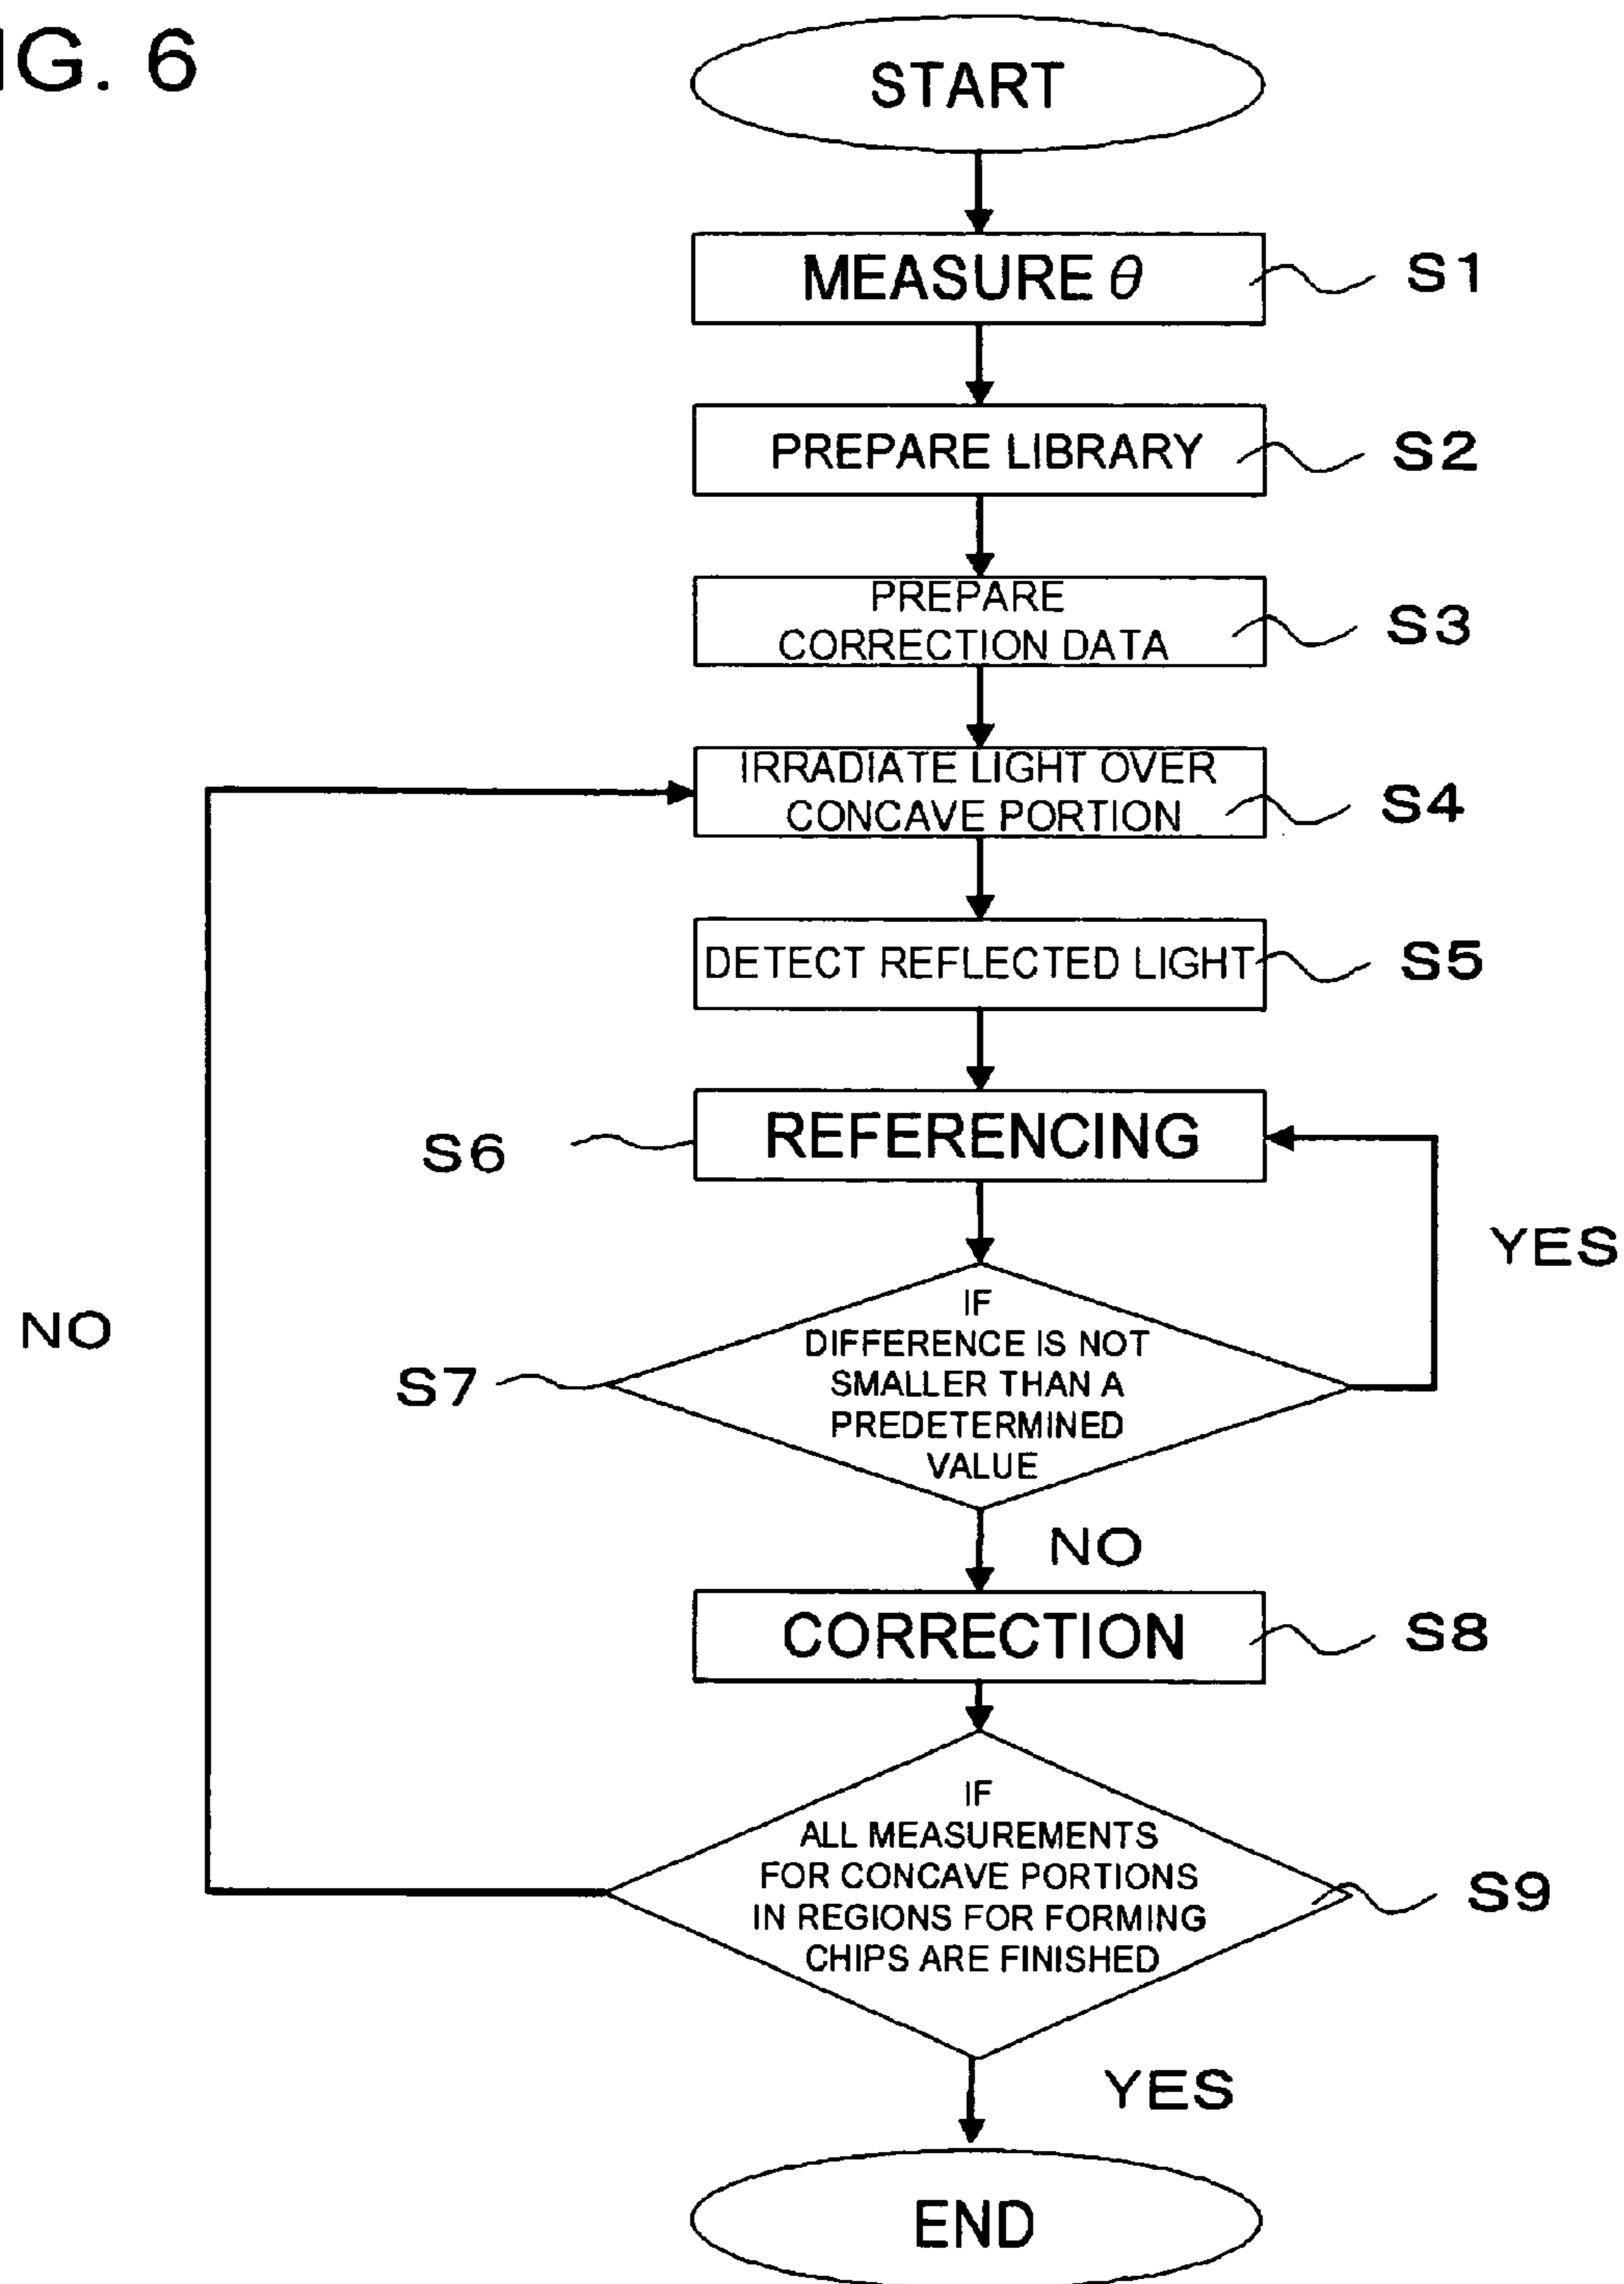 IG. 6
START
MEASURE θ
S1
PREPARE LIBRARY
S2
PREPARE
CORRECTION DATA
S3
IRRADIATE LIGHT OVER
CONCAVE PORTION
S4
DETECT REFLECTED LIGHT
S5
REFERENCING
S6
YES
IF
DIFFERENCE IS NOT
SMALLER THAN A
PREDETERMINED
VALUE
S7
NO
NO
CORRECTION
S8
IF
ALL MEASUREMENTS
FOR CONCAVE PORTIONS
IN REGIONS FOR FORMING
CHIPS ARE FINISHED
S9
YES
END